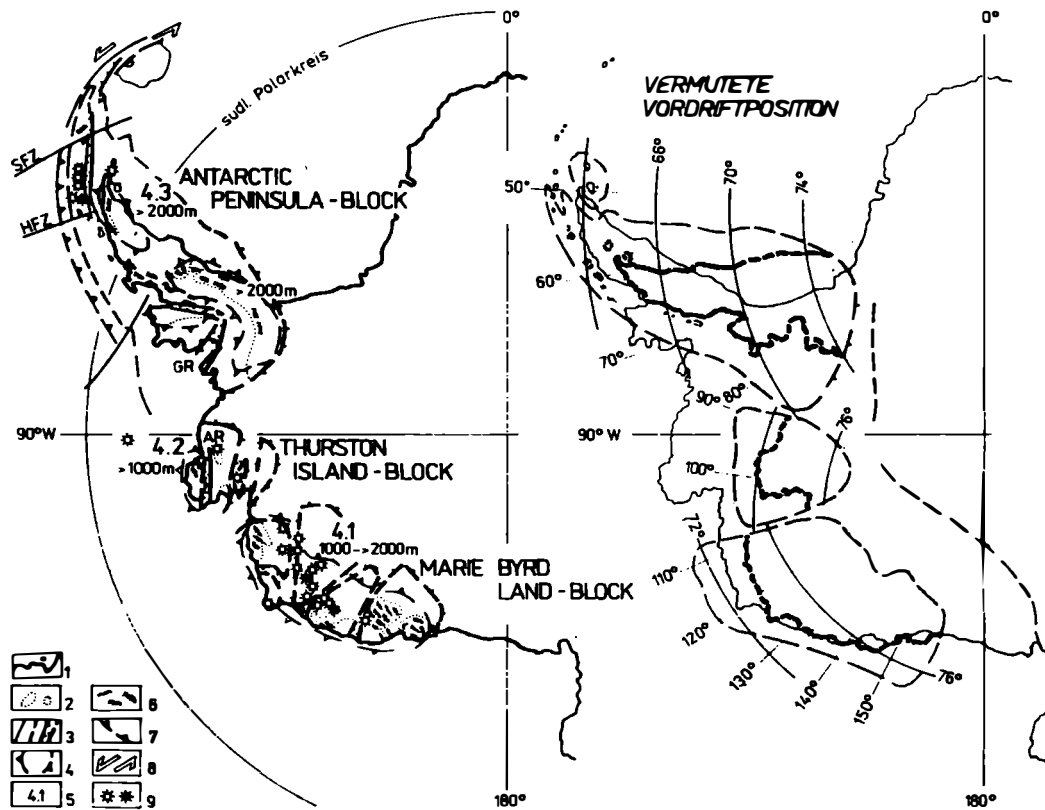 0°
südl. Polarkreis
SFZ
ANTARCTIC
PENINSULA-BLOCK
4.3
>2000m
HFZ
>2000m
GR
90°W
4.2
AR
>1000m
THURSTON
ISLAND-BLOCK
4.1
1000->2000m
MARIE BYRD
LAND-BLOCK
180°
1
2
3
4
4.1 5
6
7
8
9
0°
VERMUTETE
VORDRIFTPOSITION
66°
70°
74°
50°
60°
70°
90° 80°
90°W
76°
100°
72°
110°
120°
130°
140°
150°
76°
180°